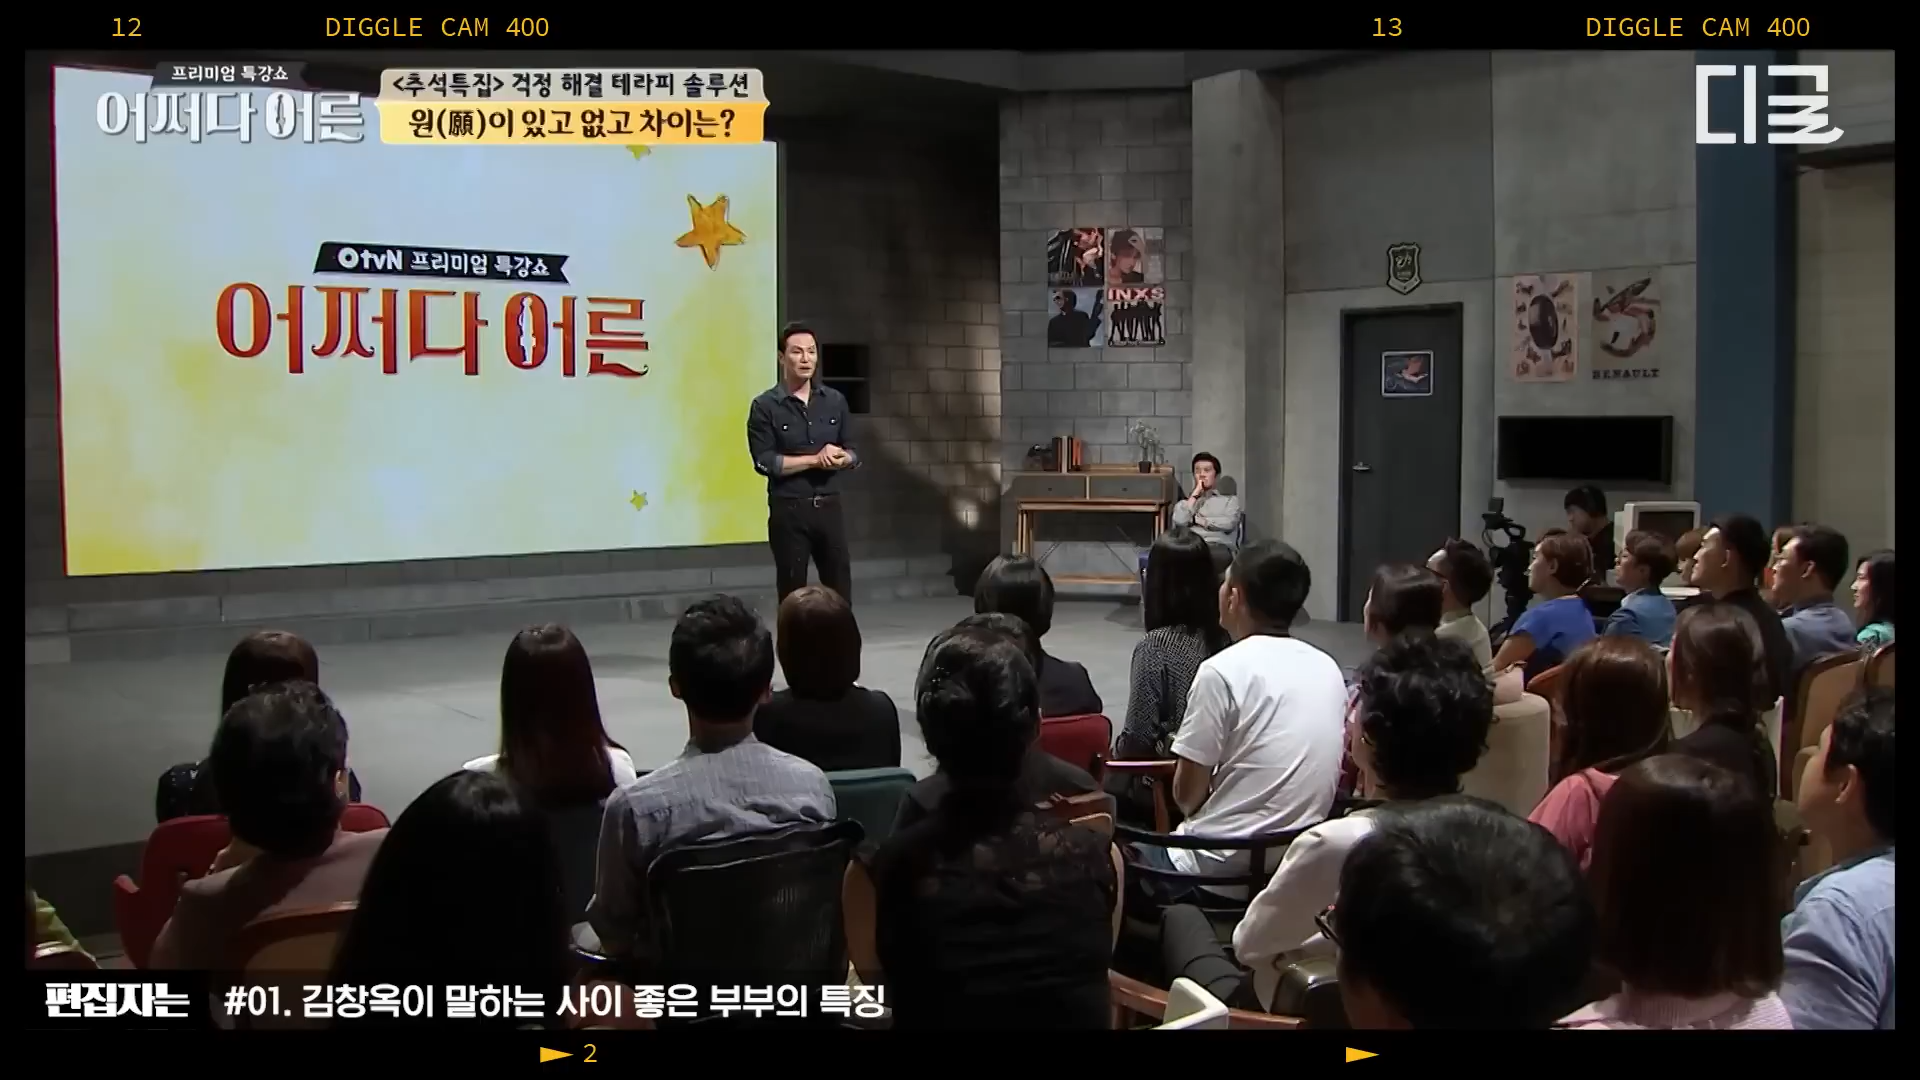 12 DIGGLE CAM 400 13 DIGGLE CAM 400
프리미엄 특강쇼
어쩌다 어른
<추석특집> 걱정 해결 테라피 솔루션
원(願)이 있고 없고 차이는?
디글
OtvN 프리미엄 특강쇼
어쩌다 어른
INXS
RENAULT
편집자는 #01. 김창옥이 말하는 사이 좋은 부부의 특징
2